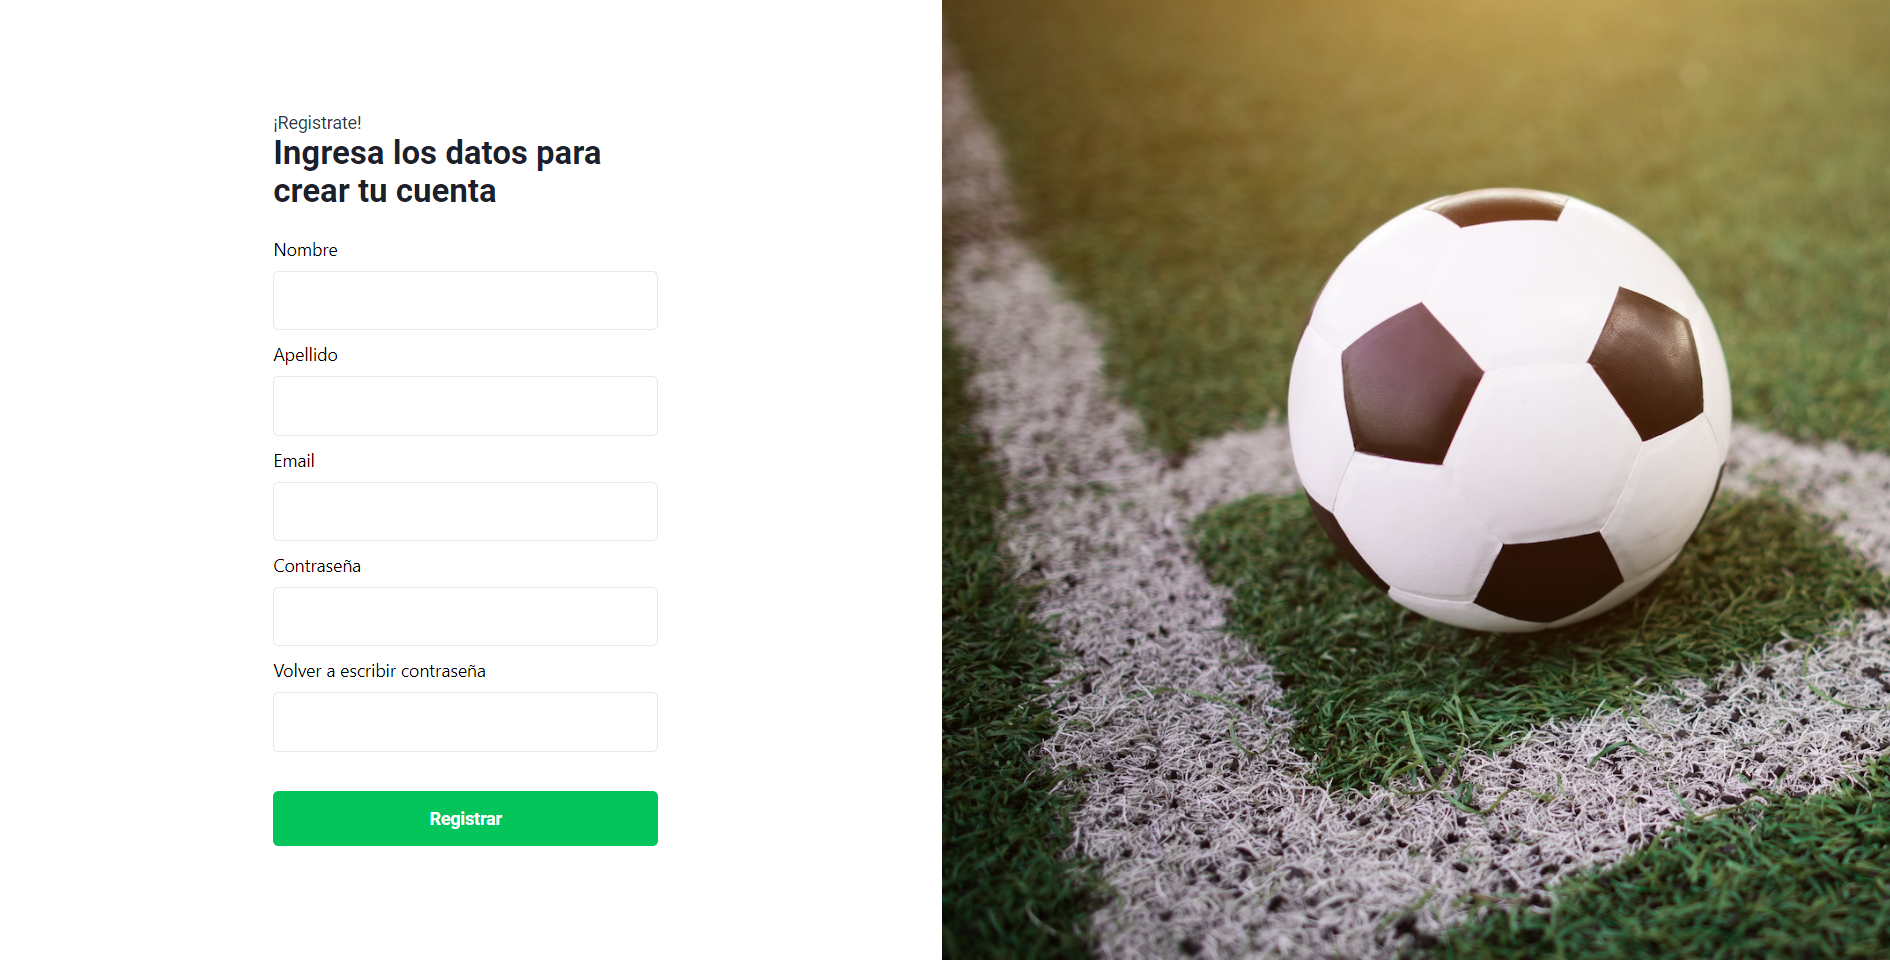 ¡Registrate!
Ingresa los datos para
crear tu cuenta
Nombre
Apellido
Email
Contraseña
Volver a escribir contraseña
Registrar